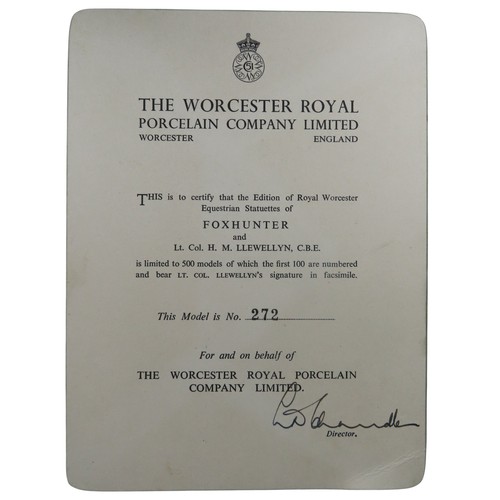 51
THE WORCESTER ROYAL
PORCELAIN COMPANY LIMITED
WORCESTER ENGLAND
THIS is to certify that the Edition of Royal Worcester
Equestrian Statuettes of
FOXHUNTER
and
Lt. Col. H. M. LLEWELLYN, C.B.E.
is limited to 500 models of which the first 100 are numbered
and bear LT. COL. LLEWELLYN'S signature in facsimile.
This Model is No. 272
For and on behalf of
THE WORCESTER ROYAL PORCELAIN
COMPANY LIMITED.
Director.